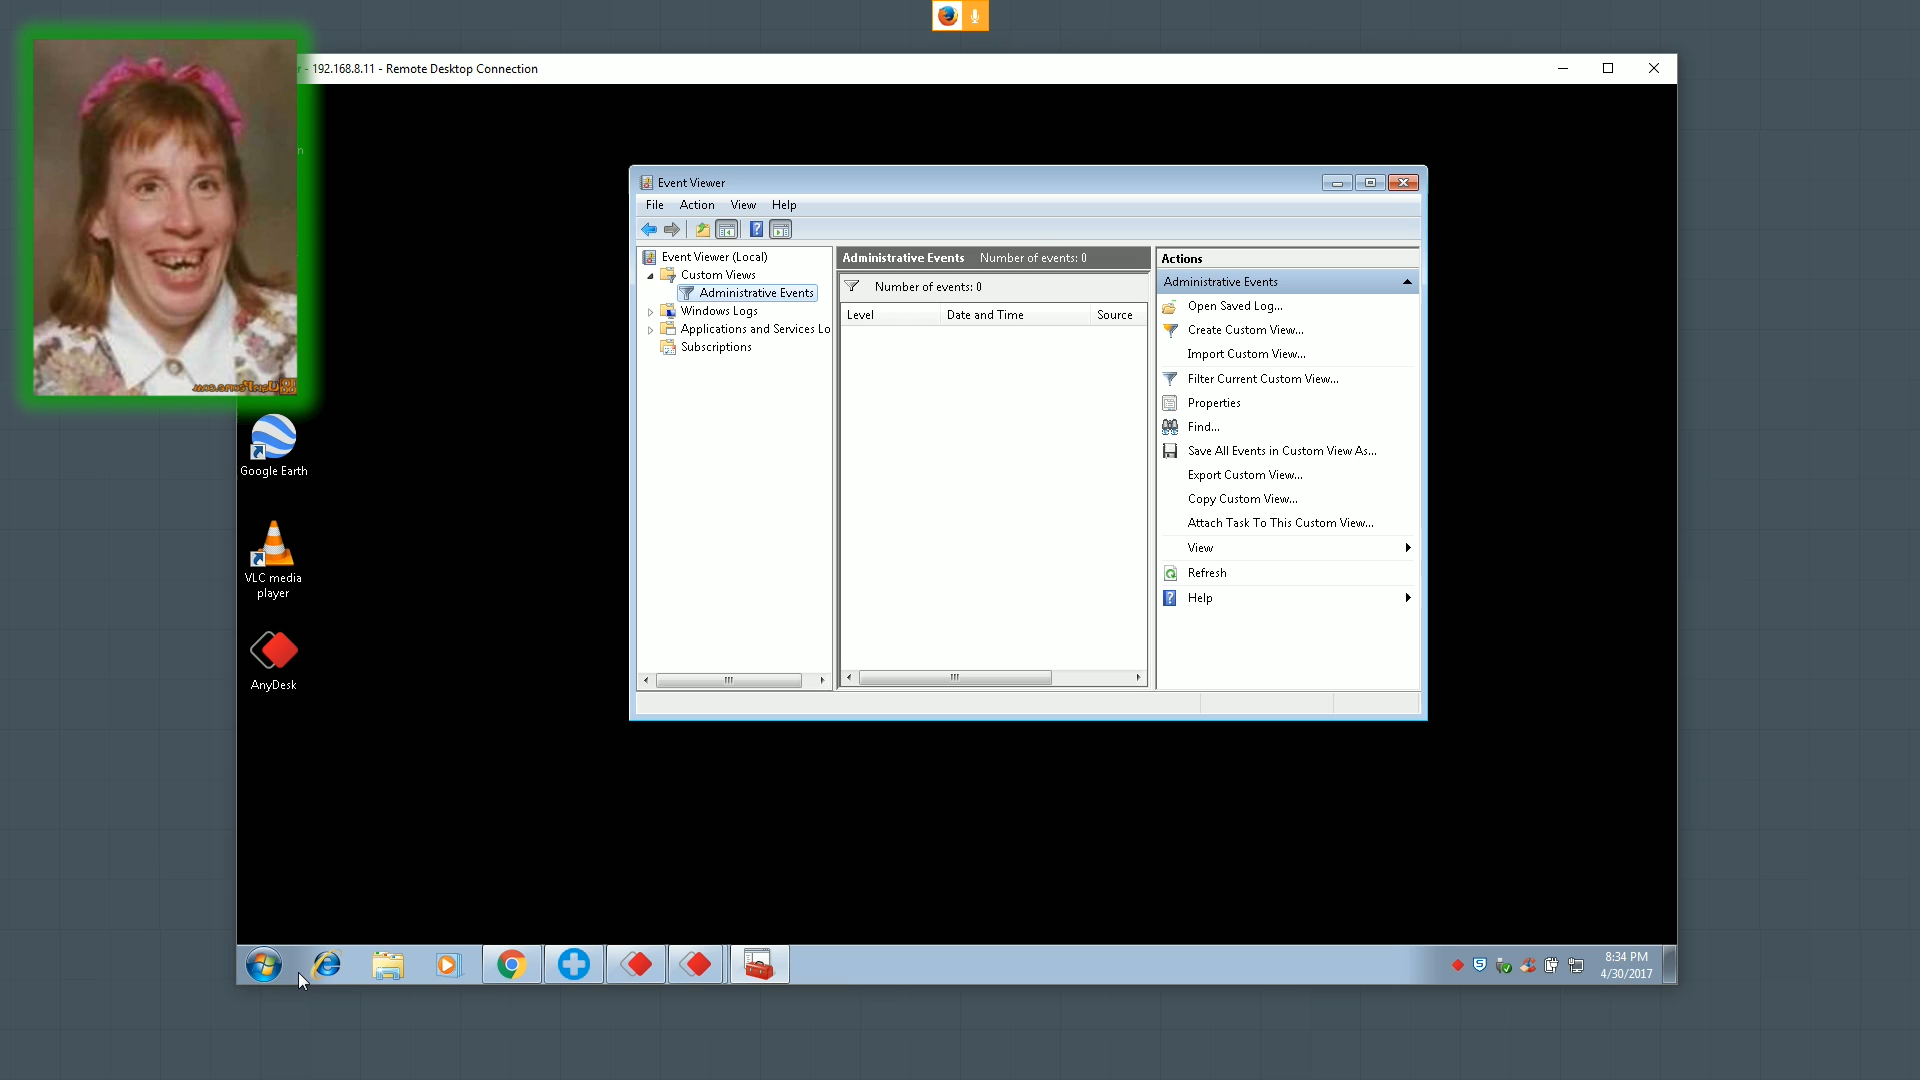 - 192.168.8.11 - Remote Desktop Connection
Event Viewer
File Action View Help
Event Viewer (Local)
Custom Views
Administrative Events
Windows Logs
Applications and Services Lo
Subscriptions
Administrative Events Number of events: 0
Number of events: 0
Level Date and Time Source
Actions
Administrative Events
Open Saved Log...
Create Custom View...
Import Custom View...
Filter Current Custom View...
Properties
Find...
Save All Events in Custom View As...
Export Custom View...
Copy Custom View...
Attach Task To This Custom View...
View
Refresh
Help
Google Earth
VLC media
player
AnyDesk
8:34 PM
4/30/2017